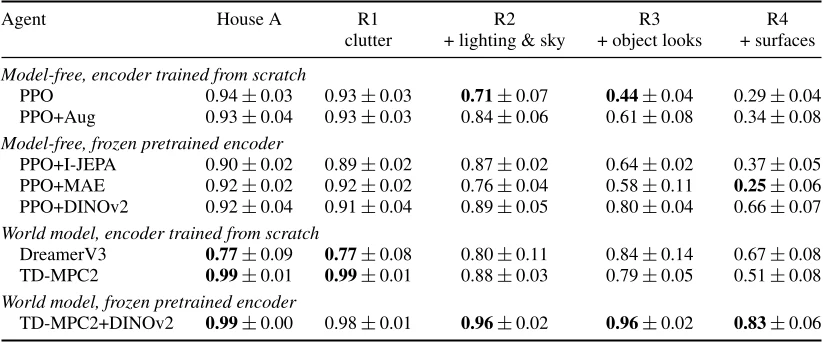 Agent House A R1 R2 R3 R4
clutter + lighting & sky + object looks + surfaces
Model-free, encoder trained from scratch
PPO 0.94 ± 0.03 0.93 ± 0.03 0.71 ± 0.07 0.44 ± 0.04 0.29 ± 0.04
PPO+Aug 0.93 ± 0.04 0.93 ± 0.03 0.84 ± 0.06 0.61 ± 0.08 0.34 ± 0.08
Model-free, frozen pretrained encoder
PPO+I-JEPA 0.90 ± 0.02 0.89 ± 0.02 0.87 ± 0.02 0.64 ± 0.02 0.37 ± 0.05
PPO+MAE 0.92 ± 0.02 0.92 ± 0.02 0.76 ± 0.04 0.58 ± 0.11 0.25 ± 0.06
PPO+DINOv2 0.92 ± 0.04 0.91 ± 0.04 0.89 ± 0.05 0.80 ± 0.04 0.66 ± 0.07
World model, encoder trained from scratch
DreamerV3 0.77 ± 0.09 0.77 ± 0.08 0.80 ± 0.11 0.84 ± 0.14 0.67 ± 0.08
TD-MPC2 0.99 ± 0.01 0.99 ± 0.01 0.88 ± 0.03 0.79 ± 0.05 0.51 ± 0.08
World model, frozen pretrained encoder
TD-MPC2+DINOv2 0.99 ± 0.00 0.98 ± 0.01 0.96 ± 0.02 0.96 ± 0.02 0.83 ± 0.06